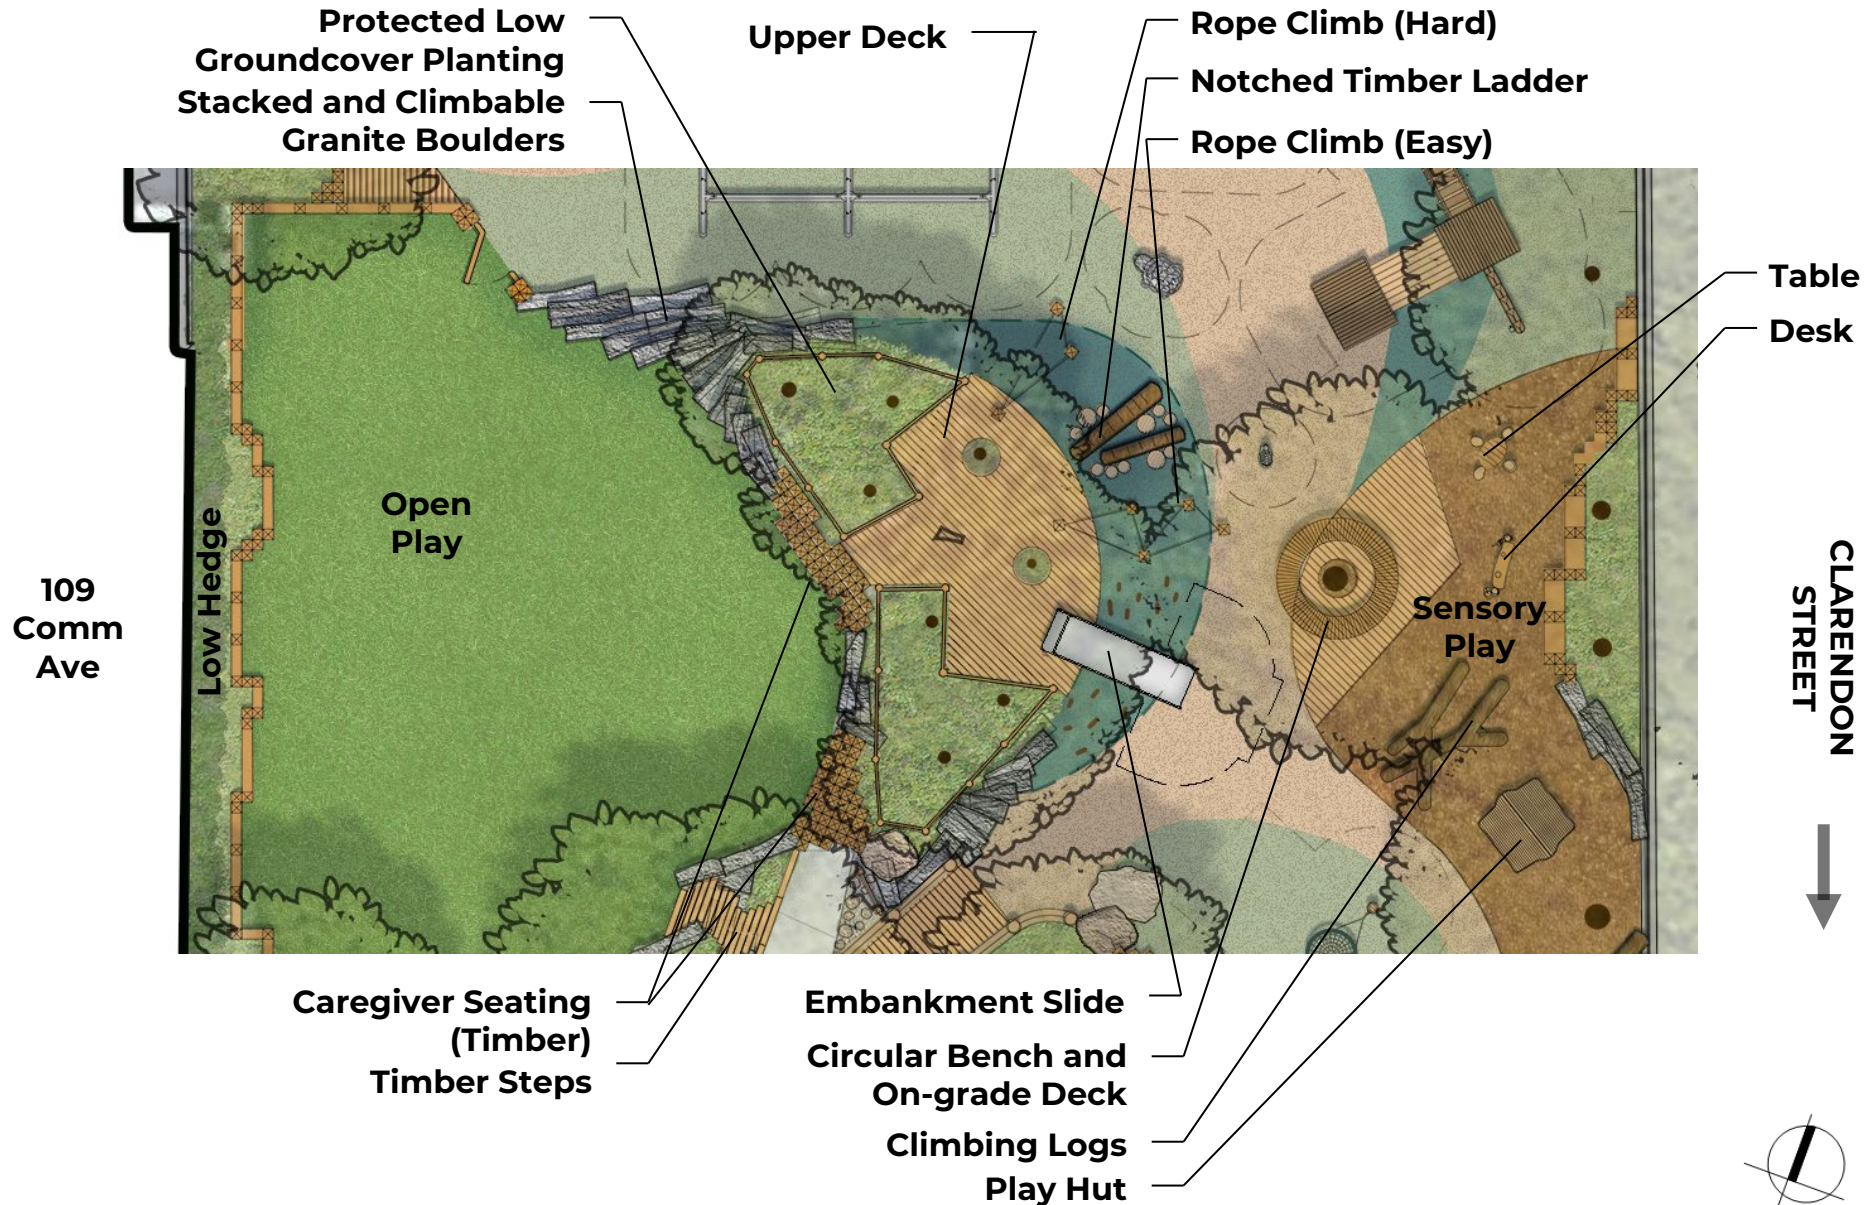 Protected Low
Groundcover Planting
Stacked and Climbable
Granite Boulders
Upper Deck
Rope Climb (Hard)
Notched Timber Ladder
Rope Climb (Easy)
Table
Desk
Open
Play
Low Hedge
109
Comm
Ave
Sensory
Play
CLARENDON
STREET
Caregiver Seating
(Timber)
Timber Steps
Embankment Slide
Circular Bench and
On-grade Deck
Climbing Logs
Play Hut